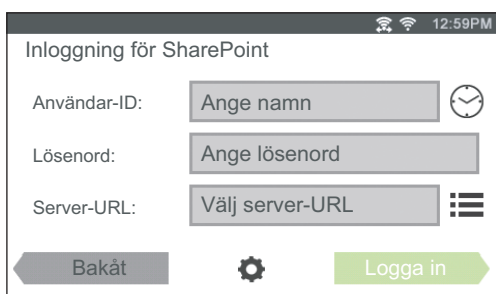 12:59PM
Inloggning för SharePoint
Användar-ID: Ange namn
Lösenord: Ange lösenord
Server-URL: Välj server-URL
Bakåt Logga in